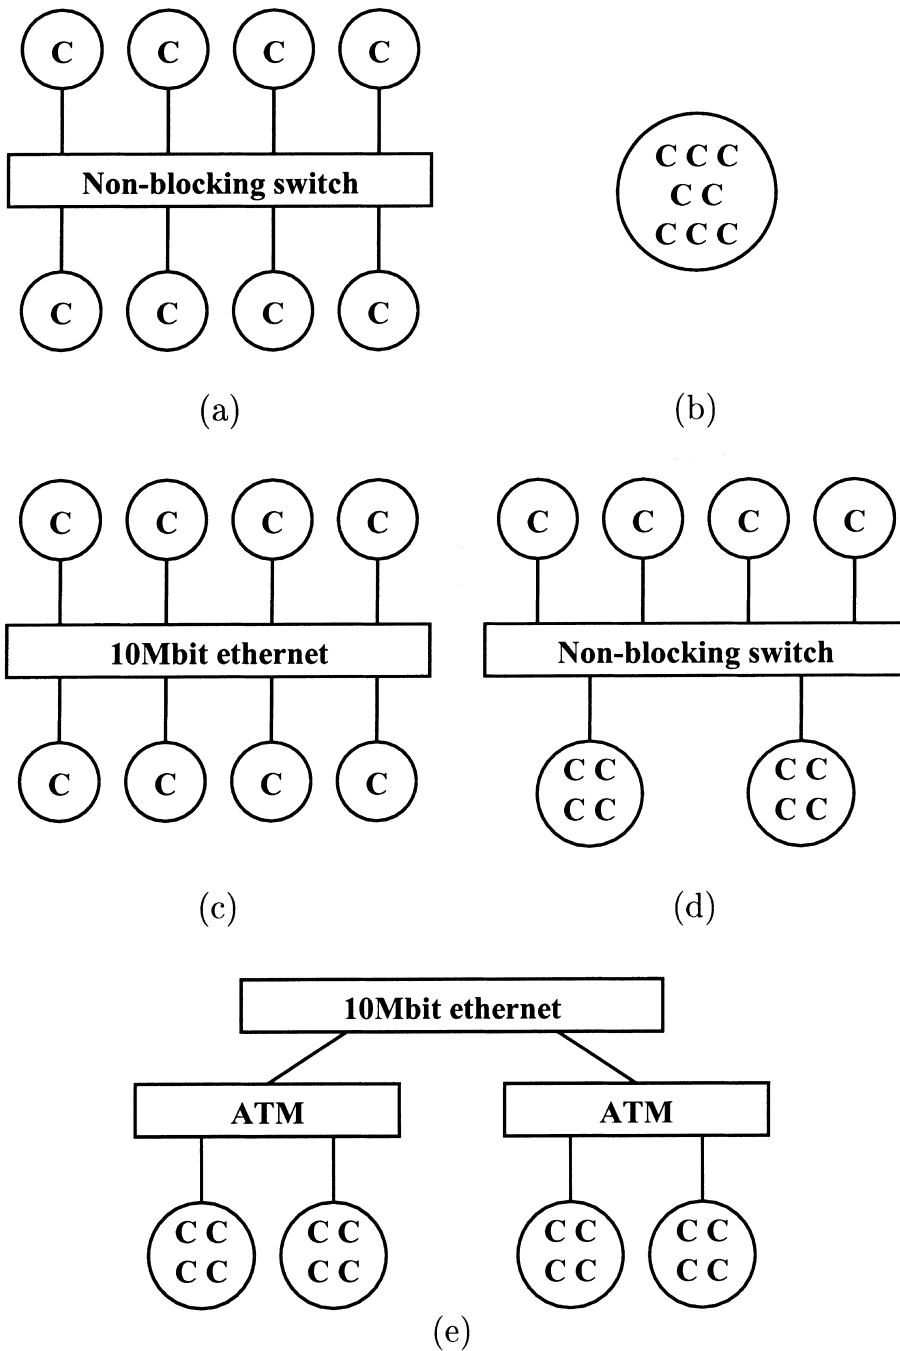 C C C C
Non-blocking switch
C C C C
(a)
C C C
C C
C C C
(b)
C C C C
10Mbit ethernet
C C C C
(c)
C C C C
Non-blocking switch
C C C C
C C C C
(d)
10Mbit ethernet
ATM ATM
C C C C C C C C
C C C C C C C C
(e)